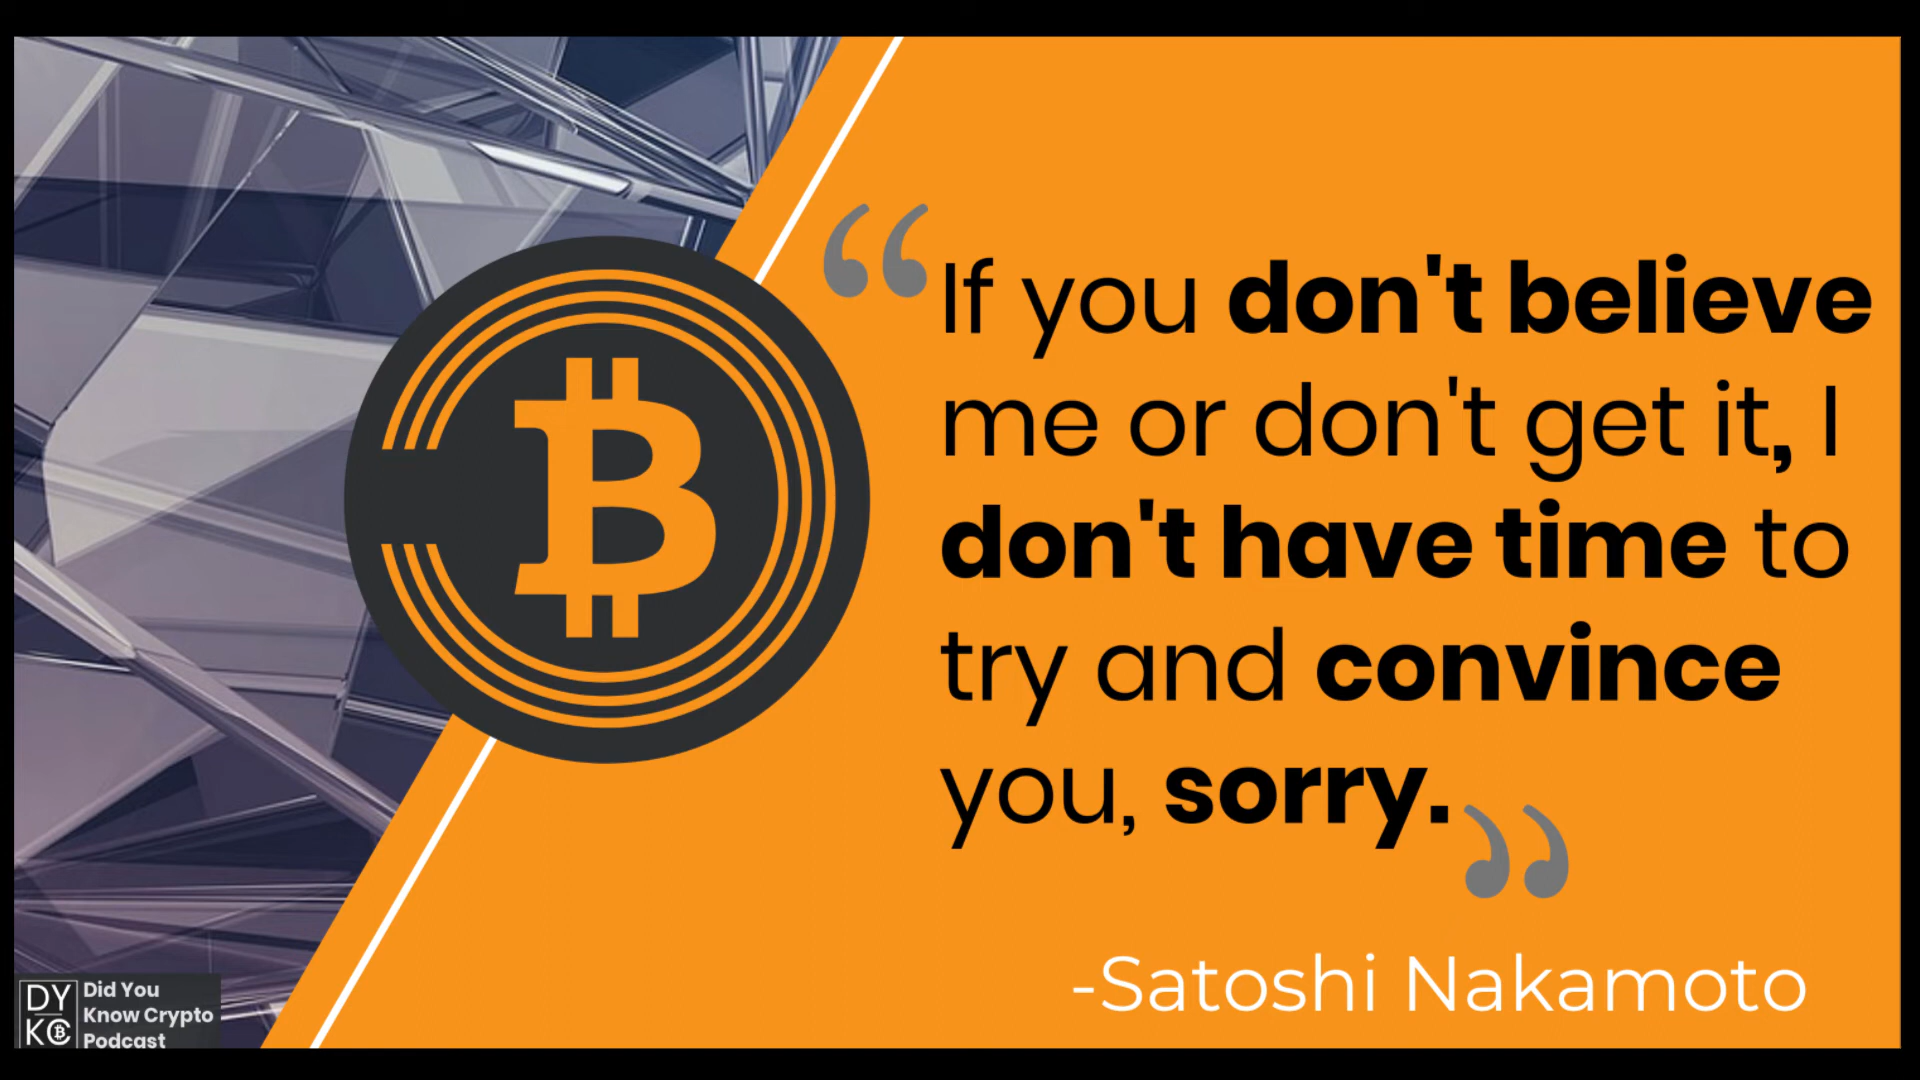 “If you don't believe
me or don't get it, I
don't have time to
try and convince
you, sorry.”
-Satoshi Nakamoto
DY
KC
Did You
Know Crypto
Podcast